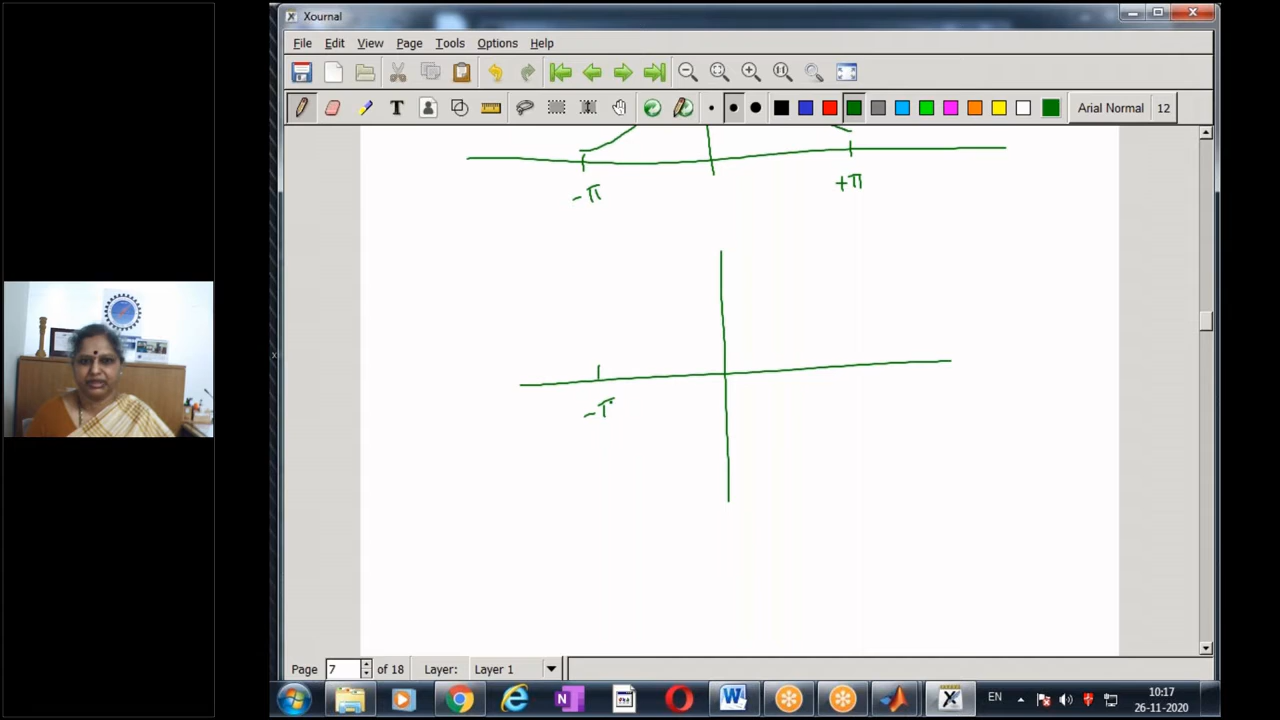 Xournal
File Edit View Page Tools Options Help
T Arial Normal 12
-π +π
-π
Page 7 of 18 Layer: Layer 1
EN 10:17
26-11-2020